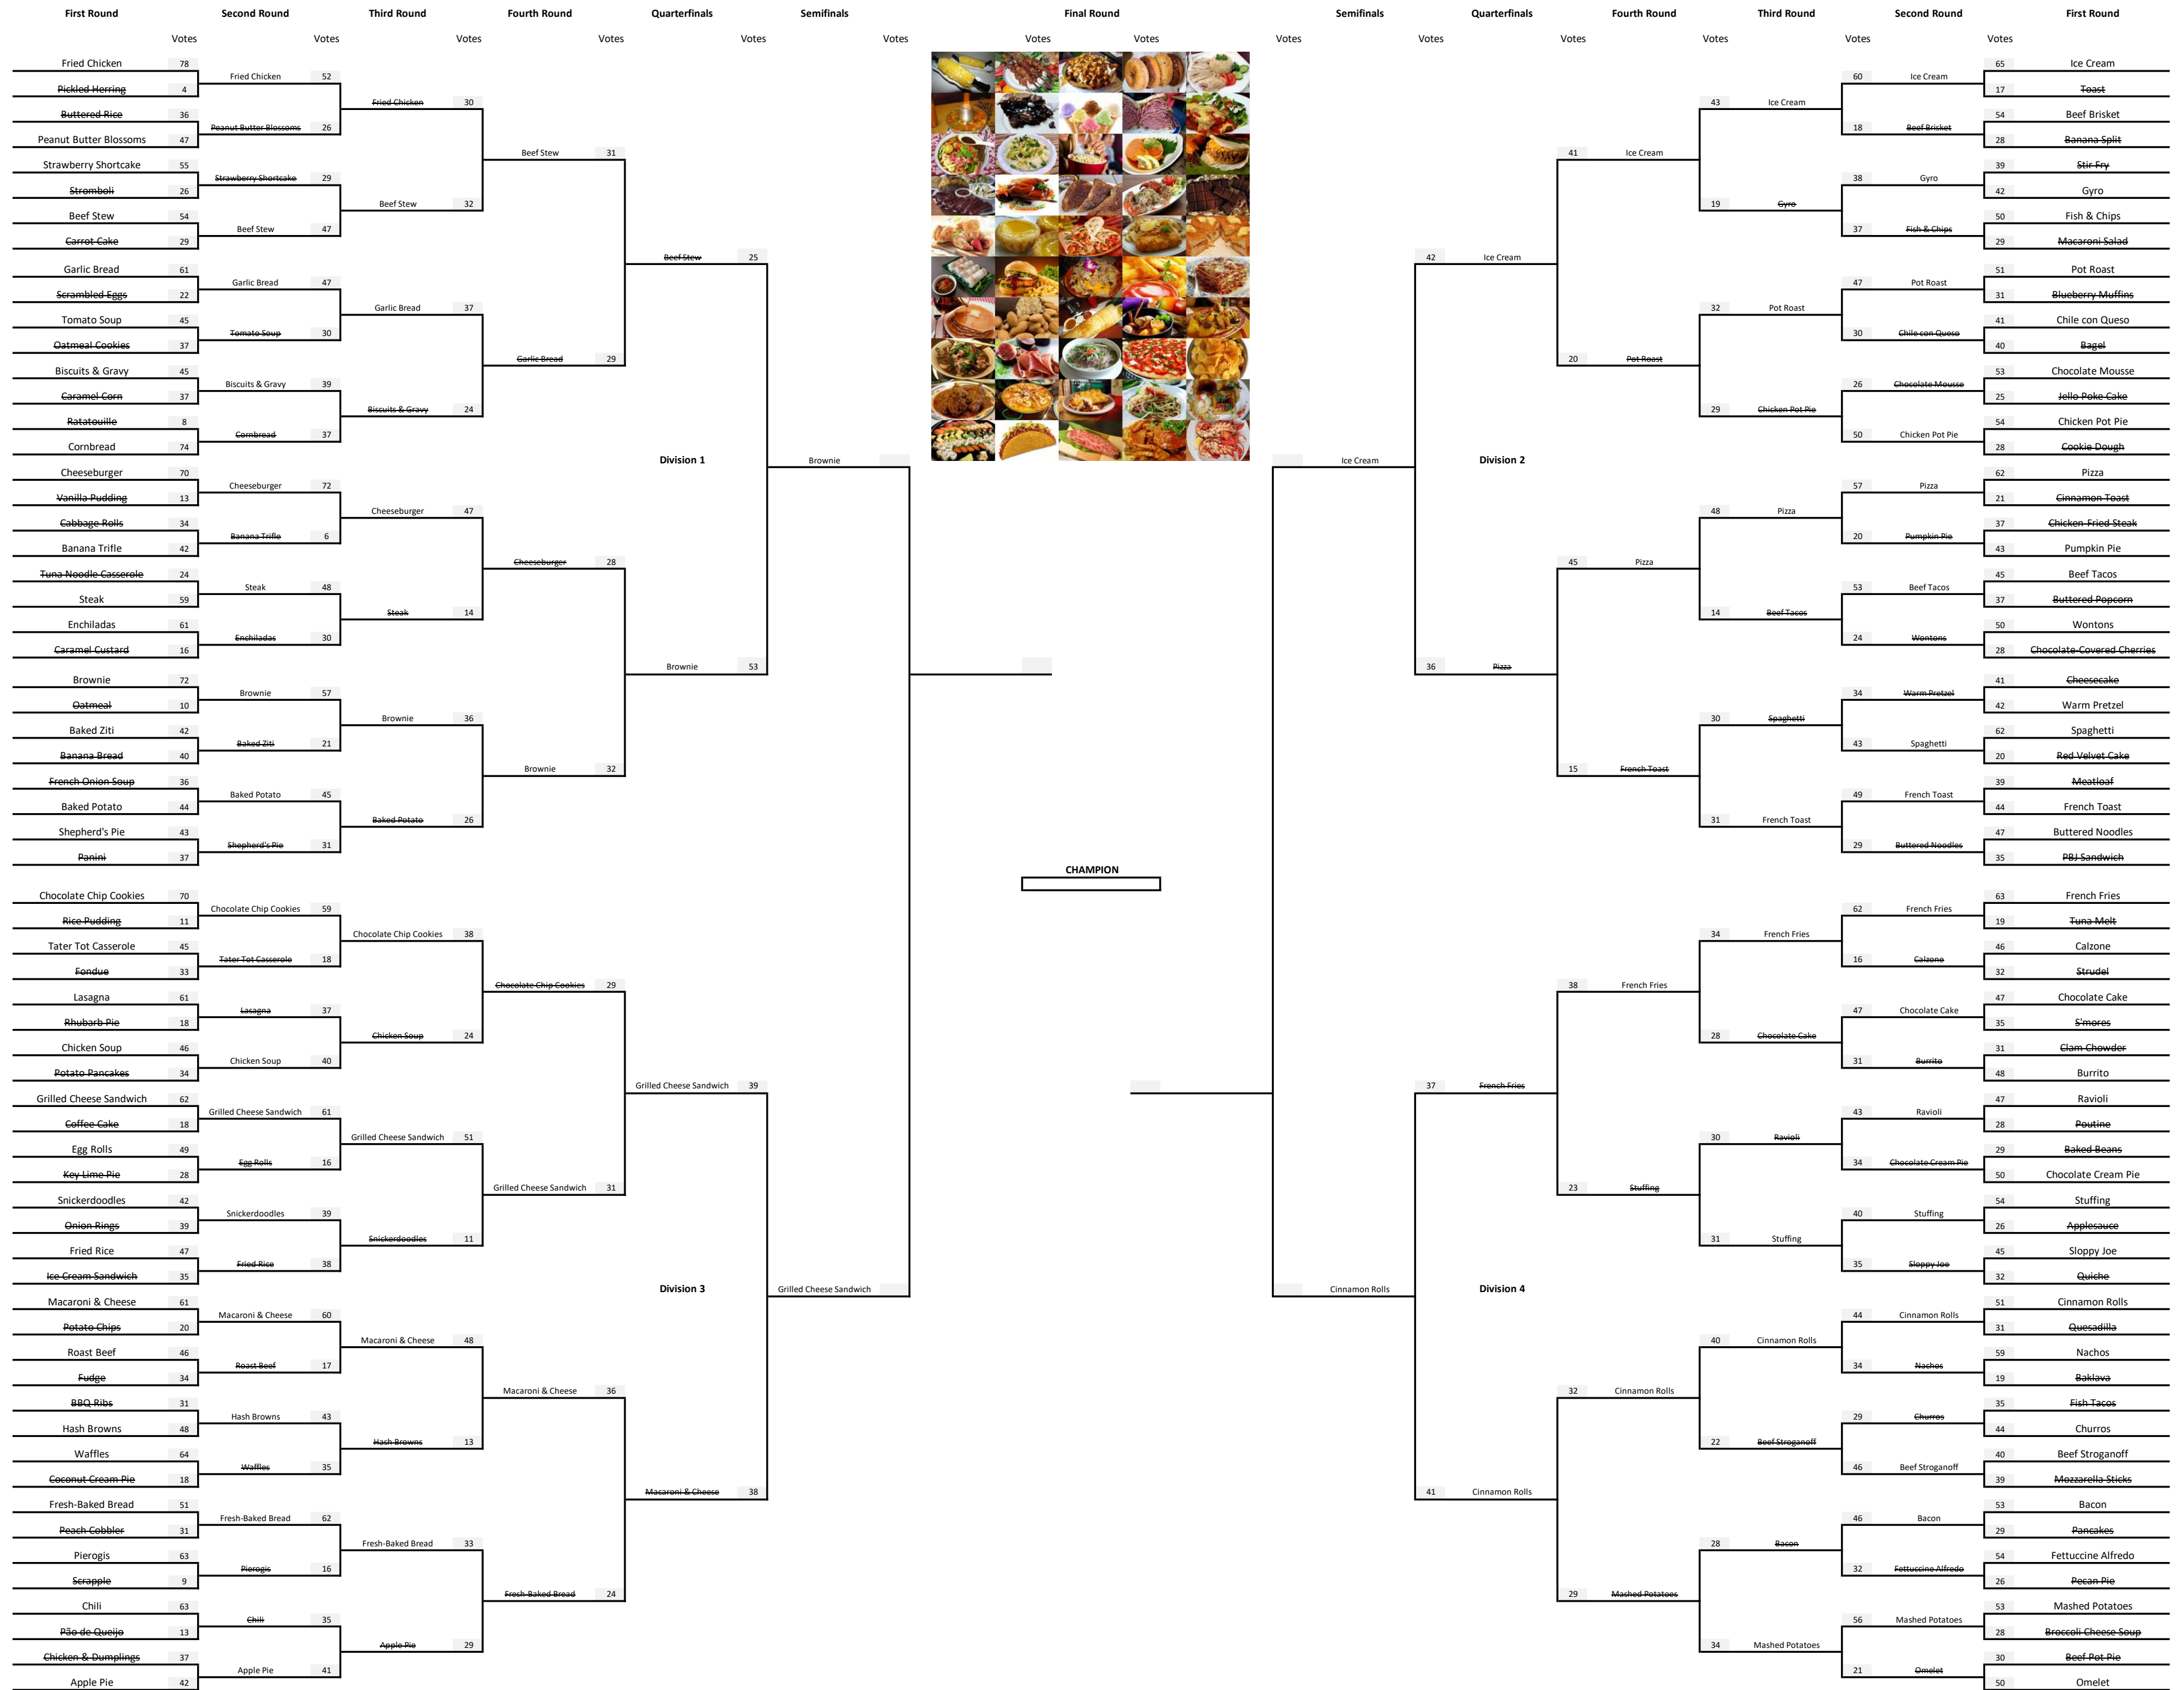 First Round
Votes
Fried Chicken 78
Pickled Herring 4
Buttered Rice 36
Peanut Butter Blossoms 47
Strawberry Shortcake 55
Stromboli 26
Beef Stew 54
Carrot Cake 29
Garlic Bread 61
Scrambled Eggs 22
Tomato Soup 45
Oatmeal Cookies 37
Biscuits & Gravy 45
Caramel Corn 37
Ratatouille 8
Cornbread 74
Cheeseburger 70
Vanilla Pudding 13
Cabbage Rolls 34
Banana Trifle 42
Tuna Noodle Casserole 24
Steak 59
Enchiladas 61
Caramel Custard 16
Brownie 72
Oatmeal 10
Baked Ziti 42
Banana Bread 40
French Onion Soup 36
Baked Potato 44
Shepherd's Pie 43
Panini 37
Chocolate Chip Cookies 70
Rice Pudding 11
Tater Tot Casserole 45
Fondue 33
Lasagna 61
Rhubarb Pie 18
Chicken Soup 46
Potato Pancakes 34
Grilled Cheese Sandwich 62
Coffee Cake 18
Egg Rolls 49
Key Lime Pie 28
Snickerdoodles 42
Onion Rings 39
Fried Rice 47
Ice Cream Sandwich 35
Macaroni & Cheese 61
Potato Chips 20
Roast Beef 46
Fudge 34
BBQ Ribs 31
Hash Browns 48
Waffles 64
Coconut Cream Pie 18
Fresh-Baked Bread 51
Peach Cobbler 31
Pierogis 63
Scrapple 9
Chili 63
Pão de Queijo 13
Chicken & Dumplings 37
Apple Pie 42
Second Round
Votes
Fried Chicken 52
Peanut Butter Blossoms 26
Strawberry Shortcake 29
Beef Stew 47
Garlic Bread 47
Tomato Soup 30
Biscuits & Gravy 39
Cornbread 37
Cheeseburger 72
Banana Trifle 6
Steak 48
Enchiladas 30
Brownie 57
Baked Ziti 21
Baked Potato 45
Shepherd's Pie 31
Chocolate Chip Cookies 59
Tater Tot Casserole 18
Lasagna 37
Chicken Soup 40
Grilled Cheese Sandwich 61
Egg Rolls 16
Snickerdoodles 39
Fried Rice 38
Macaroni & Cheese 60
Roast Beef 17
Hash Browns 43
Waffles 35
Fresh-Baked Bread 62
Pierogis 16
Chili 35
Apple Pie 41
Third Round
Votes
Fried Chicken 30
Beef Stew 32
Garlic Bread 37
Biscuits & Gravy 24
Cheeseburger 47
Steak 14
Brownie 36
Baked Potato 26
Chocolate Chip Cookies 38
Chicken Soup 24
Grilled Cheese Sandwich 51
Snickerdoodles 11
Macaroni & Cheese 48
Hash Browns 13
Fresh-Baked Bread 33
Apple Pie 29
Fourth Round
Votes
Beef Stew 31
Garlic Bread 29
Cheeseburger 28
Brownie 32
Chocolate Chip Cookies 29
Grilled Cheese Sandwich 31
Macaroni & Cheese 36
Fresh-Baked Bread 24
Quarterfinals
Votes
Beef Stew 25
Division 1
Brownie 53
Grilled Cheese Sandwich 39
Division 3
Macaroni & Cheese 38
Semifinals
Votes
Brownie
Grilled Cheese Sandwich
Final Round
Votes
Votes
CHAMPION
Semifinals
Votes
Ice Cream
Cinnamon Rolls
Quarterfinals
Votes
42 Ice Cream
Division 2
36 Pizza
37 French Fries
Division 4
41 Cinnamon Rolls
Fourth Round
Votes
41 Ice Cream
20 Pot Roast
45 Pizza
15 French Toast
38 French Fries
23 Stuffing
32 Cinnamon Rolls
29 Mashed Potatoes
Third Round
Votes
43 Ice Cream
19 Gyro
32 Pot Roast
29 Chicken Pot Pie
48 Pizza
14 Beef Tacos
30 Spaghetti
31 French Toast
34 French Fries
28 Chocolate Cake
30 Ravioli
31 Stuffing
40 Cinnamon Rolls
22 Beef Stroganoff
28 Bacon
34 Mashed Potatoes
Second Round
Votes
60 Ice Cream
18 Beef Brisket
38 Gyro
37 Fish & Chips
47 Pot Roast
30 Chile con Queso
26 Chocolate Mousse
50 Chicken Pot Pie
57 Pizza
20 Pumpkin Pie
53 Beef Tacos
24 Wontons
34 Warm Pretzel
43 Spaghetti
49 French Toast
29 Buttered Noodles
62 French Fries
16 Calzone
47 Chocolate Cake
31 Burrito
43 Ravioli
34 Chocolate Cream Pie
40 Stuffing
35 Sloppy Joe
44 Cinnamon Rolls
34 Nachos
29 Churros
46 Beef Stroganoff
46 Bacon
32 Fettuccine Alfredo
56 Mashed Potatoes
21 Omelet
First Round
Votes
65 Ice Cream
17 Toast
54 Beef Brisket
28 Banana Split
39 Stir Fry
42 Gyro
50 Fish & Chips
29 Macaroni Salad
51 Pot Roast
31 Blueberry Muffins
41 Chile con Queso
40 Bagel
53 Chocolate Mousse
25 Jello Poke Cake
54 Chicken Pot Pie
28 Cookie Dough
62 Pizza
21 Cinnamon Toast
37 Chicken-Fried Steak
43 Pumpkin Pie
45 Beef Tacos
37 Buttered Popcorn
50 Wontons
28 Chocolate-Covered Cherries
41 Cheesecake
42 Warm Pretzel
62 Spaghetti
20 Red Velvet Cake
39 Meatloaf
44 French Toast
47 Buttered Noodles
35 PBJ Sandwich
63 French Fries
19 Tuna Melt
46 Calzone
32 Strudel
47 Chocolate Cake
35 S'mores
31 Clam Chowder
48 Burrito
47 Ravioli
28 Poutine
29 Baked Beans
50 Chocolate Cream Pie
54 Stuffing
26 Applesauce
45 Sloppy Joe
32 Quiche
51 Cinnamon Rolls
31 Quesadilla
59 Nachos
19 Baklava
35 Fish Tacos
44 Churros
40 Beef Stroganoff
39 Mozzarella Sticks
53 Bacon
29 Pancakes
54 Fettuccine Alfredo
26 Pecan Pie
53 Mashed Potatoes
28 Broccoli Cheese Soup
30 Beef Pot Pie
50 Omelet